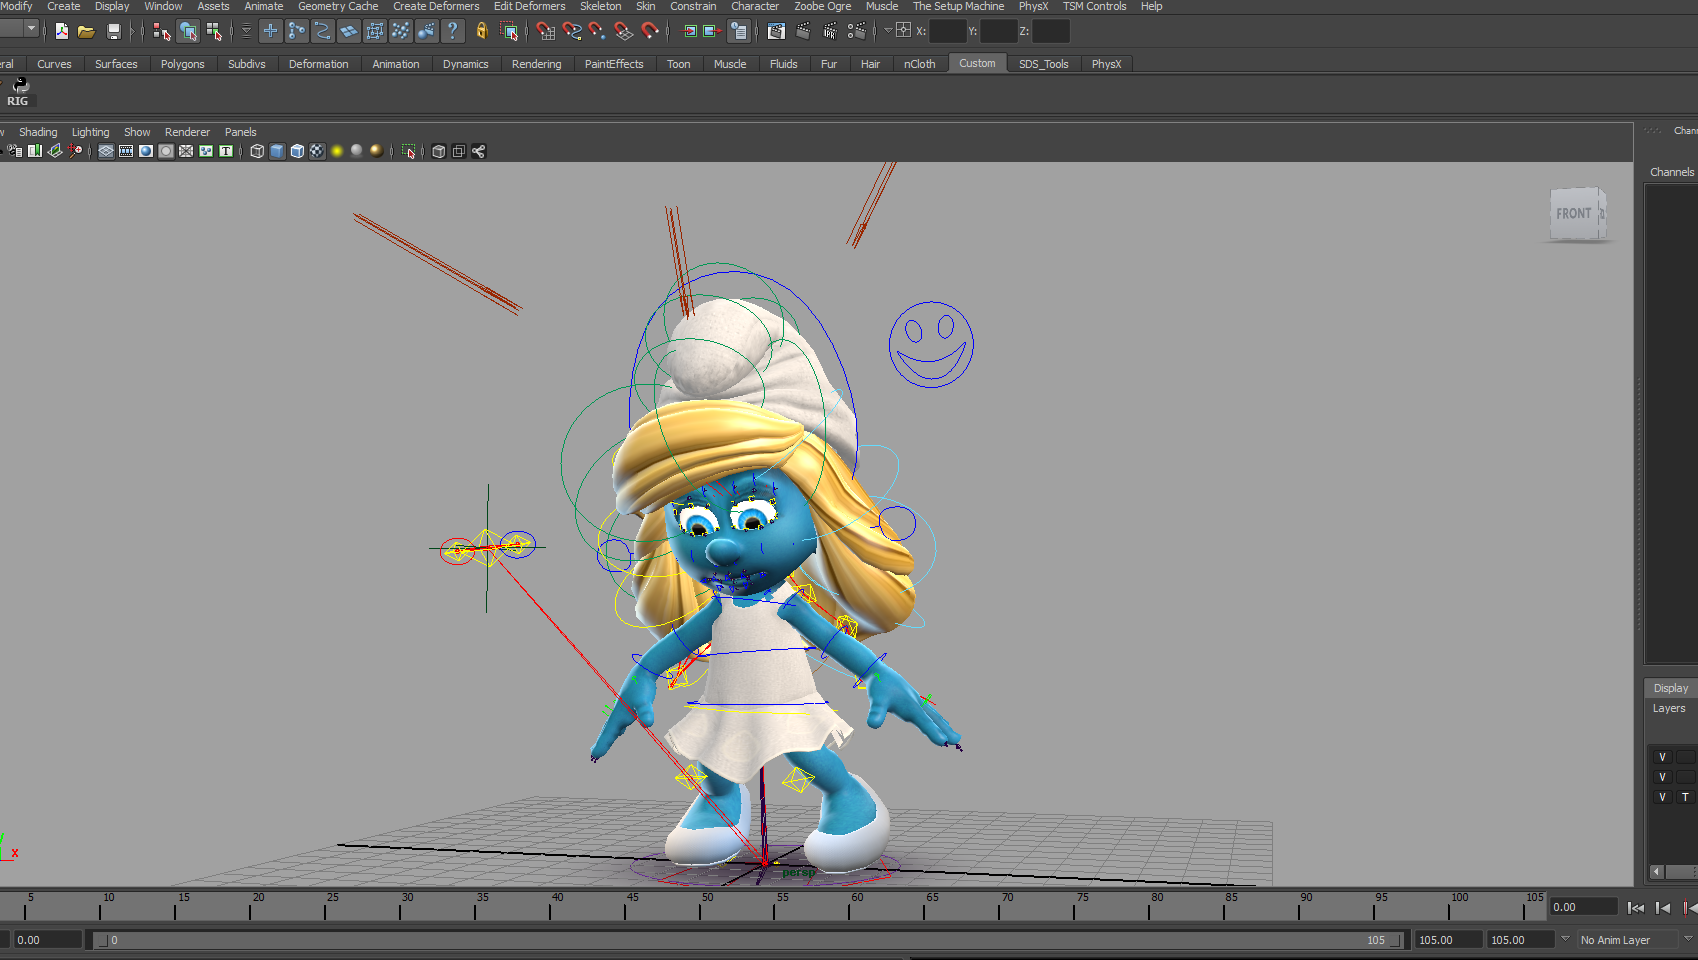 Modify Create Display Window Assets Animate Geometry Cache Create Deformers Edit Deformers Skeleton Skin Constrain Character Zoobe Ogre Muscle The Setup Machine PhysX TSM Controls Help
X: Y: Z:
Curves Surfaces Polygons Subdivs Deformation Animation Dynamics Rendering PaintEffects Toon Muscle Fluids Fur Hair nCloth Custom SDS_Tools PhysX
RIG
Shading Lighting Show Renderer Panels
T
Channels
FRONT
Display
Layers
V
V
V T
x
persp
5 10 15 20 25 30 35 40 45 50 55 60 65 70 75 80 85 90 95 100 105 0.00
0.00 0 105 105.00 105.00 No Anim Layer